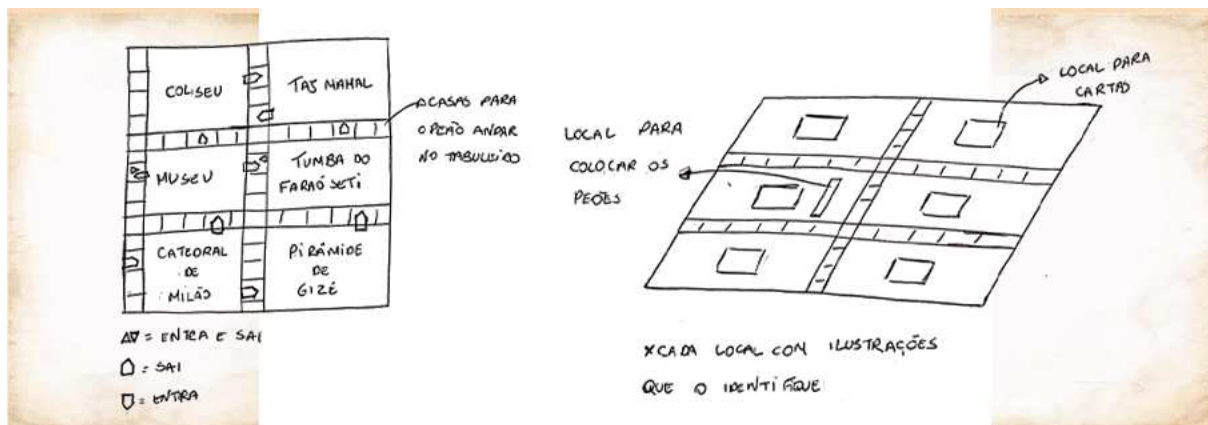 COLISEU
TAJ MAHAL
MUSEU
TUMBA DO
FARAÓ SETI
CATEDRAL
DE
MILÃO
PIRÂMIDE
DE
GIZÉ
CASAS PARA
O PEÃO ANDAR
NO TABULEIRO
= ENTRA E SAI
= SAI
= ENTRA
LOCAL PARA
COLOCAR OS
PEÕES
LOCAL PARA
CARTAO
CADA LOCAL COM ILUSTRAÇÕES
QUE O IDENTIFIQUE